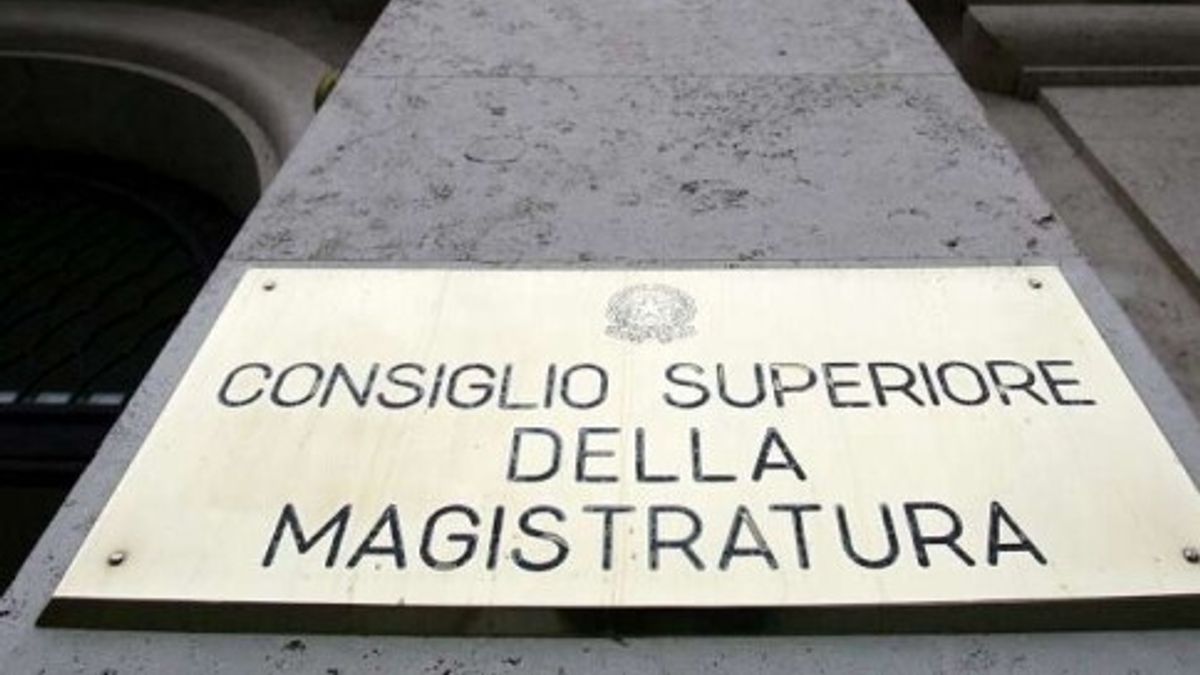 CONSIGLIO SUPERIORE
DELLA
MAGISTRATURA